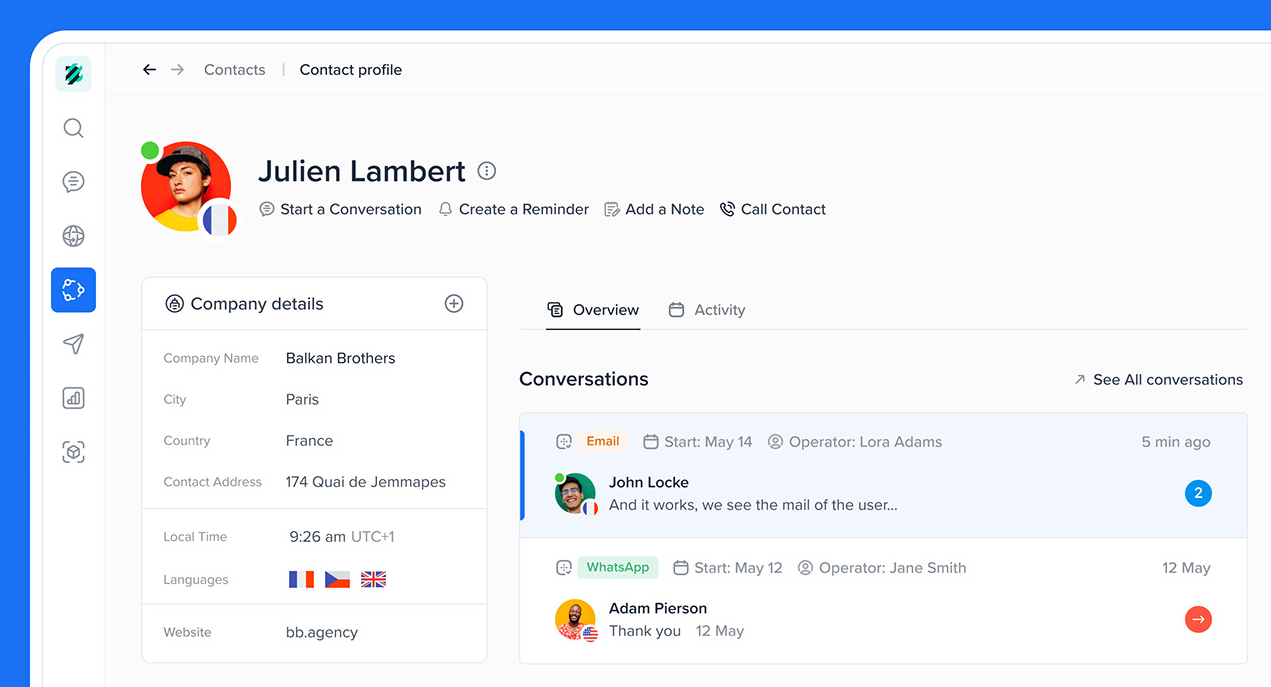 Contacts | Contact profile
Julien Lambert
Start a Conversation Create a Reminder Add a Note Call Contact
Company details
Company Name Balkan Brothers
City Paris
Country France
Contact Address 174 Quai de Jemmapes
Local Time 9:26 am UTC+1
Languages
Website bb.agency
Overview Activity
Conversations See All conversations
Email Start: May 14 Operator: Lora Adams 5 min ago
John Locke
And it works, we see the mail of the user...
2
WhatsApp Start: May 12 Operator: Jane Smith 12 May
Adam Pierson
Thank you 12 May